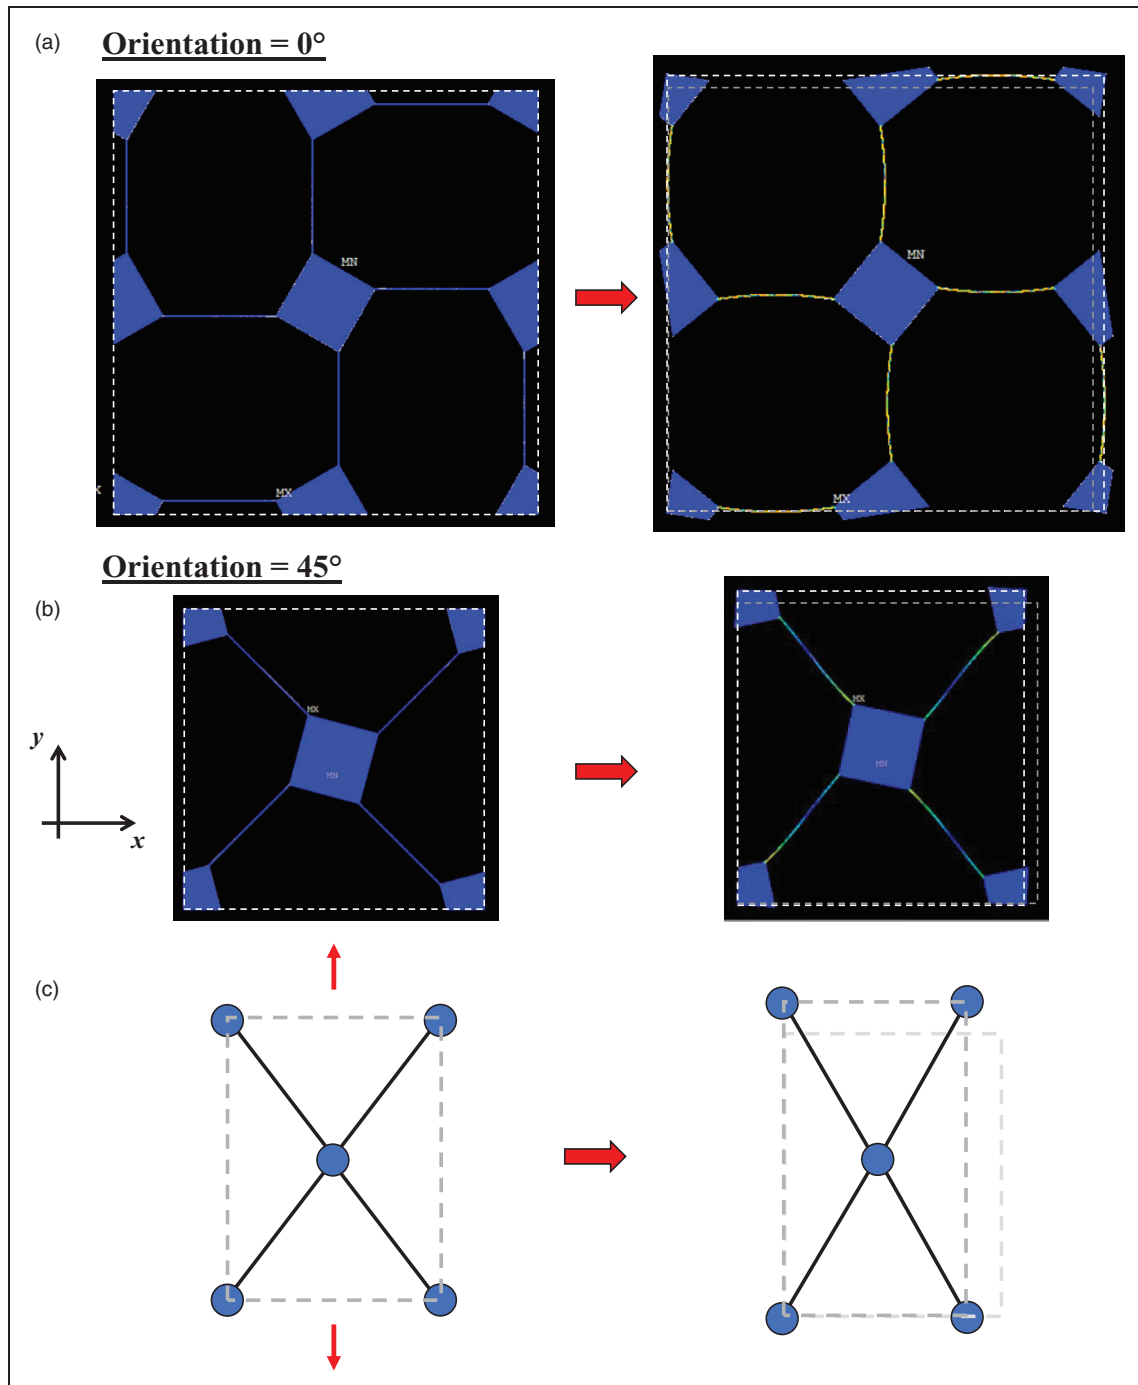 (a)
Orientation = 0°
MN
MN
X
MX
MX
Orientation = 45°
(b)
MX
MX
MN
MN
y
x
(c)